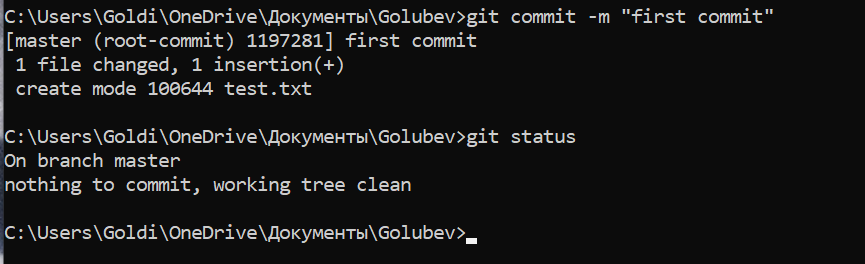 C:\Users\Goldi\OneDrive\Документы\Golubev>git commit -m "first commit"
[master (root-commit) 1197281] first commit
 1 file changed, 1 insertion(+)
 create mode 100644 test.txt
C:\Users\Goldi\OneDrive\Документы\Golubev>git status
On branch master
nothing to commit, working tree clean
C:\Users\Goldi\OneDrive\Документы\Golubev>